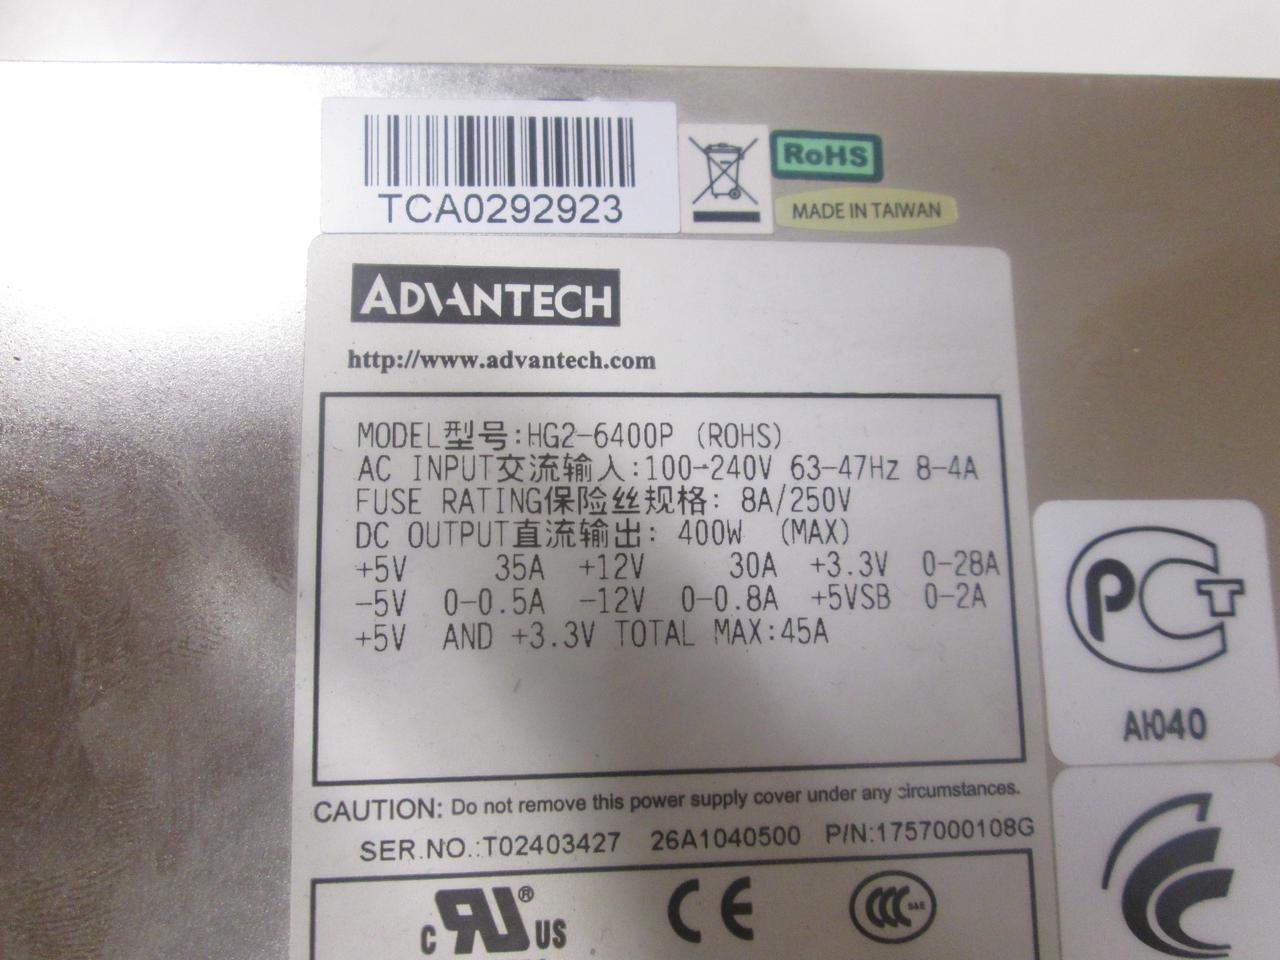 TCA0292923
RoHS
MADE IN TAIWAN
ADVANTECH
http://www.advantech.com
MODEL型号:HG2-6400P (ROHS)
AC INPUT交流输入:100-240V 63-47Hz 8-4A
FUSE RATING保险丝规格: 8A/250V
DC OUTPUT直流输出: 400W (MAX)
+5V 35A +12V 30A +3.3V 0-28A
-5V 0-0.5A -12V 0-0.8A +5VSB 0-2A
+5V AND +3.3V TOTAL MAX:45A
PCT
АЮ40
CAUTION: Do not remove this power supply cover under any circumstances.
SER.NO.:T02403427 26A1040500 P/N:1757000108G
c RU ® US
CE
CCC S&E